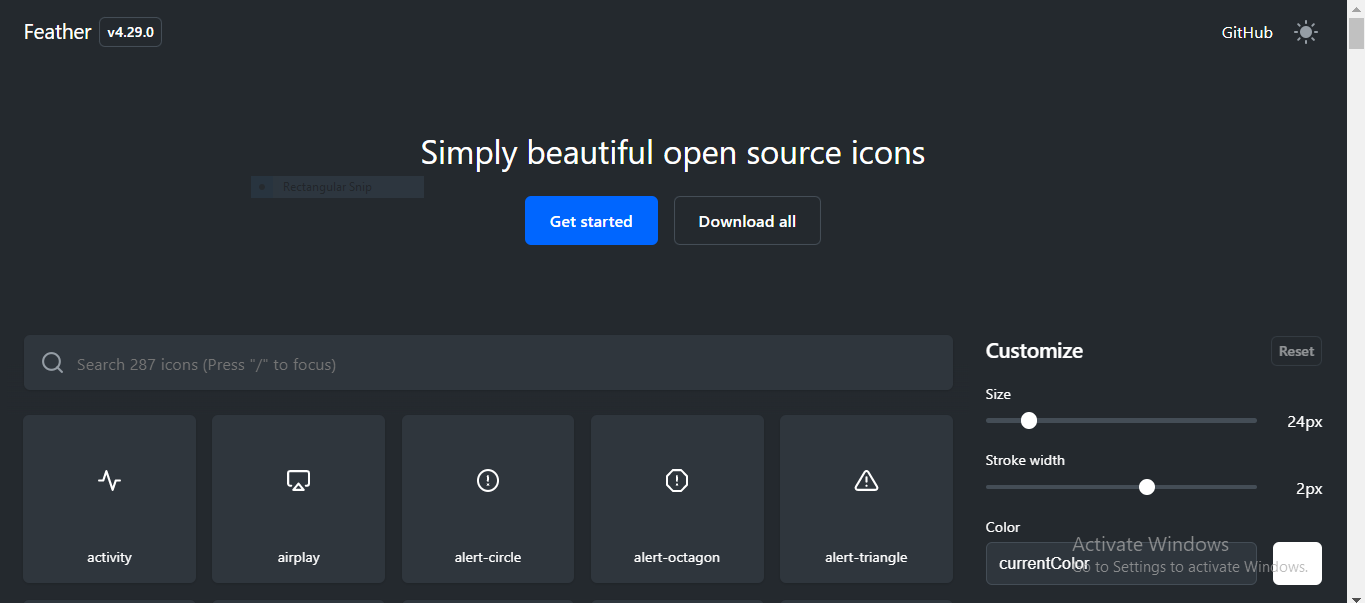 Feather v4.29.0
GitHub
Simply beautiful open source icons
Rectangular Snip
Get started
Download all
Search 287 icons (Press "/" to focus)
Customize
Reset
Size
24px
Stroke width
2px
Color
currentColor
activity
airplay
alert-circle
alert-octagon
alert-triangle
Activate Windows
Go to Settings to activate Windows.